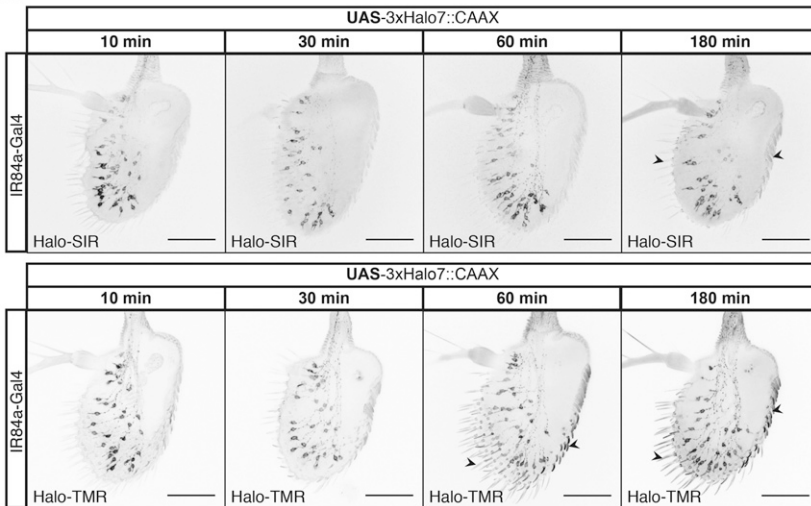 UAS-3xHalo7::CAAX
10 min 30 min 60 min 180 min
IR84a-Gal4
Halo-SIR Halo-SIR Halo-SIR Halo-SIR
UAS-3xHalo7::CAAX
10 min 30 min 60 min 180 min
IR84a-Gal4
Halo-TMR Halo-TMR Halo-TMR Halo-TMR